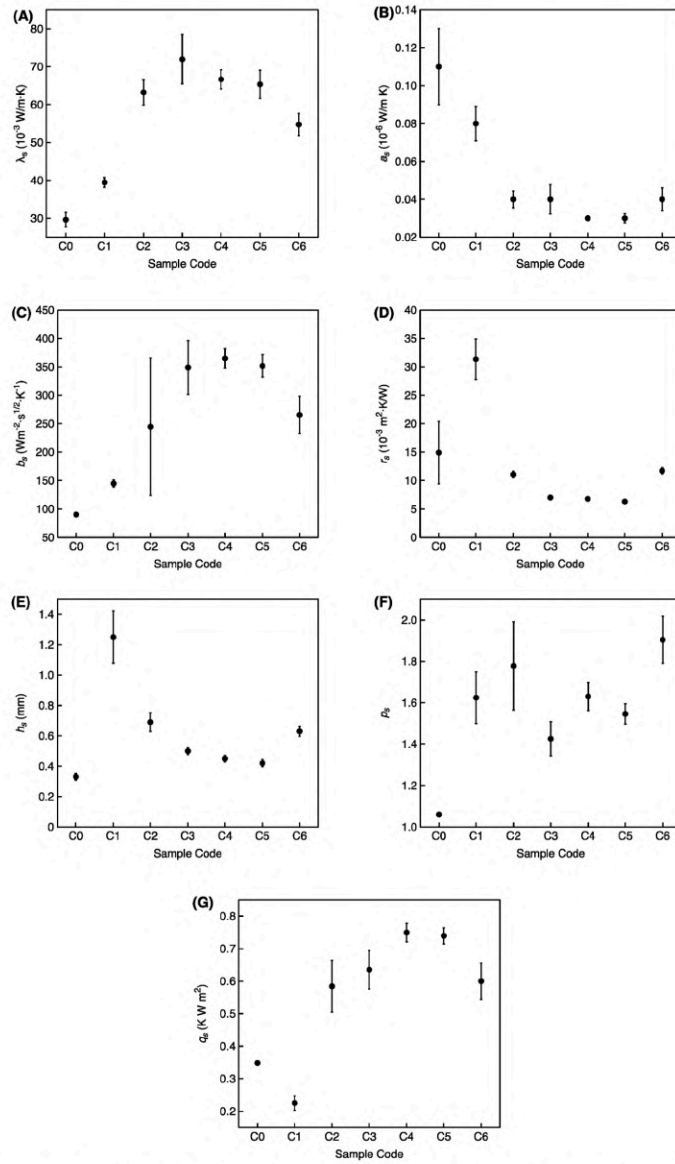 (A)
80
70
60
50
40
30
λs (10⁻³ W/m·K)
C0 C1 C2 C3 C4 C5 C6
Sample Code
(B)
0.14
0.12
0.10
0.08
0.06
0.04
0.02
as (10⁻⁶ W/m K)
C0 C1 C2 C3 C4 C5 C6
Sample Code
(C)
450
400
350
300
250
200
150
100
50
bs (Wm⁻²·s¹/²·K⁻¹)
C0 C1 C2 C3 C4 C5 C6
Sample Code
(D)
40
35
30
25
20
15
10
5
0
rs (10⁻³ m²·K/W)
C0 C1 C2 C3 C4 C5 C6
Sample Code
(E)
1.4
1.2
1.0
0.8
0.6
0.4
0.2
0
hs (mm)
C0 C1 C2 C3 C4 C5 C6
Sample Code
(F)
2.0
1.8
1.6
1.4
1.2
1.0
ps
C0 C1 C2 C3 C4 C5 C6
Sample Code
(G)
0.8
0.7
0.6
0.5
0.4
0.3
0.2
qs (K W m²)
C0 C1 C2 C3 C4 C5 C6
Sample Code